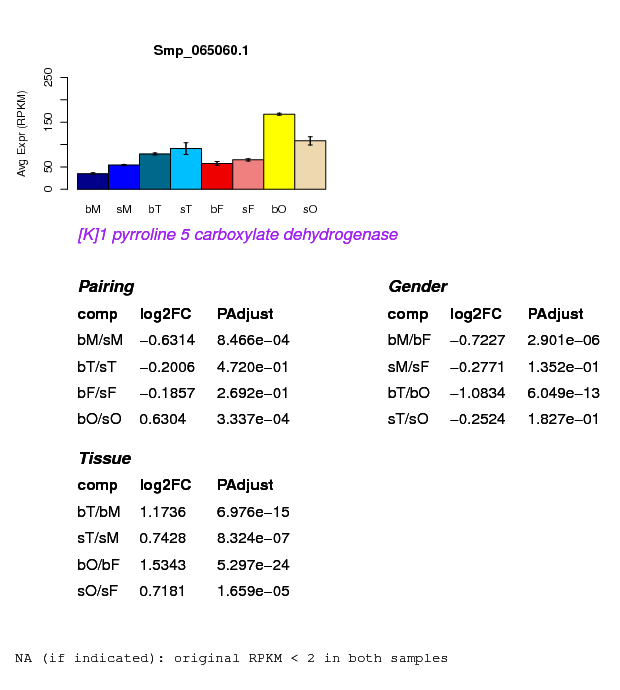 Smp_065060.1
Avg Expr (RPKM)
0 50 150 250
bM sM bT sT bF sF bO sO
[K]1 pyrroline 5 carboxylate dehydrogenase
Pairing
comp log2FC PAdjust
bM/sM −0.6314 8.466e−04
bT/sT −0.2006 4.720e−01
bF/sF −0.1857 2.692e−01
bO/sO 0.6304 3.337e−04
Gender
comp log2FC PAdjust
bM/bF −0.7227 2.901e−06
sM/sF −0.2771 1.352e−01
bT/bO −1.0834 6.049e−13
sT/sO −0.2524 1.827e−01
Tissue
comp log2FC PAdjust
bT/bM 1.1736 6.976e−15
sT/sM 0.7428 8.324e−07
bO/bF 1.5343 5.297e−24
sO/sF 0.7181 1.659e−05
NA (if indicated): original RPKM < 2 in both samples